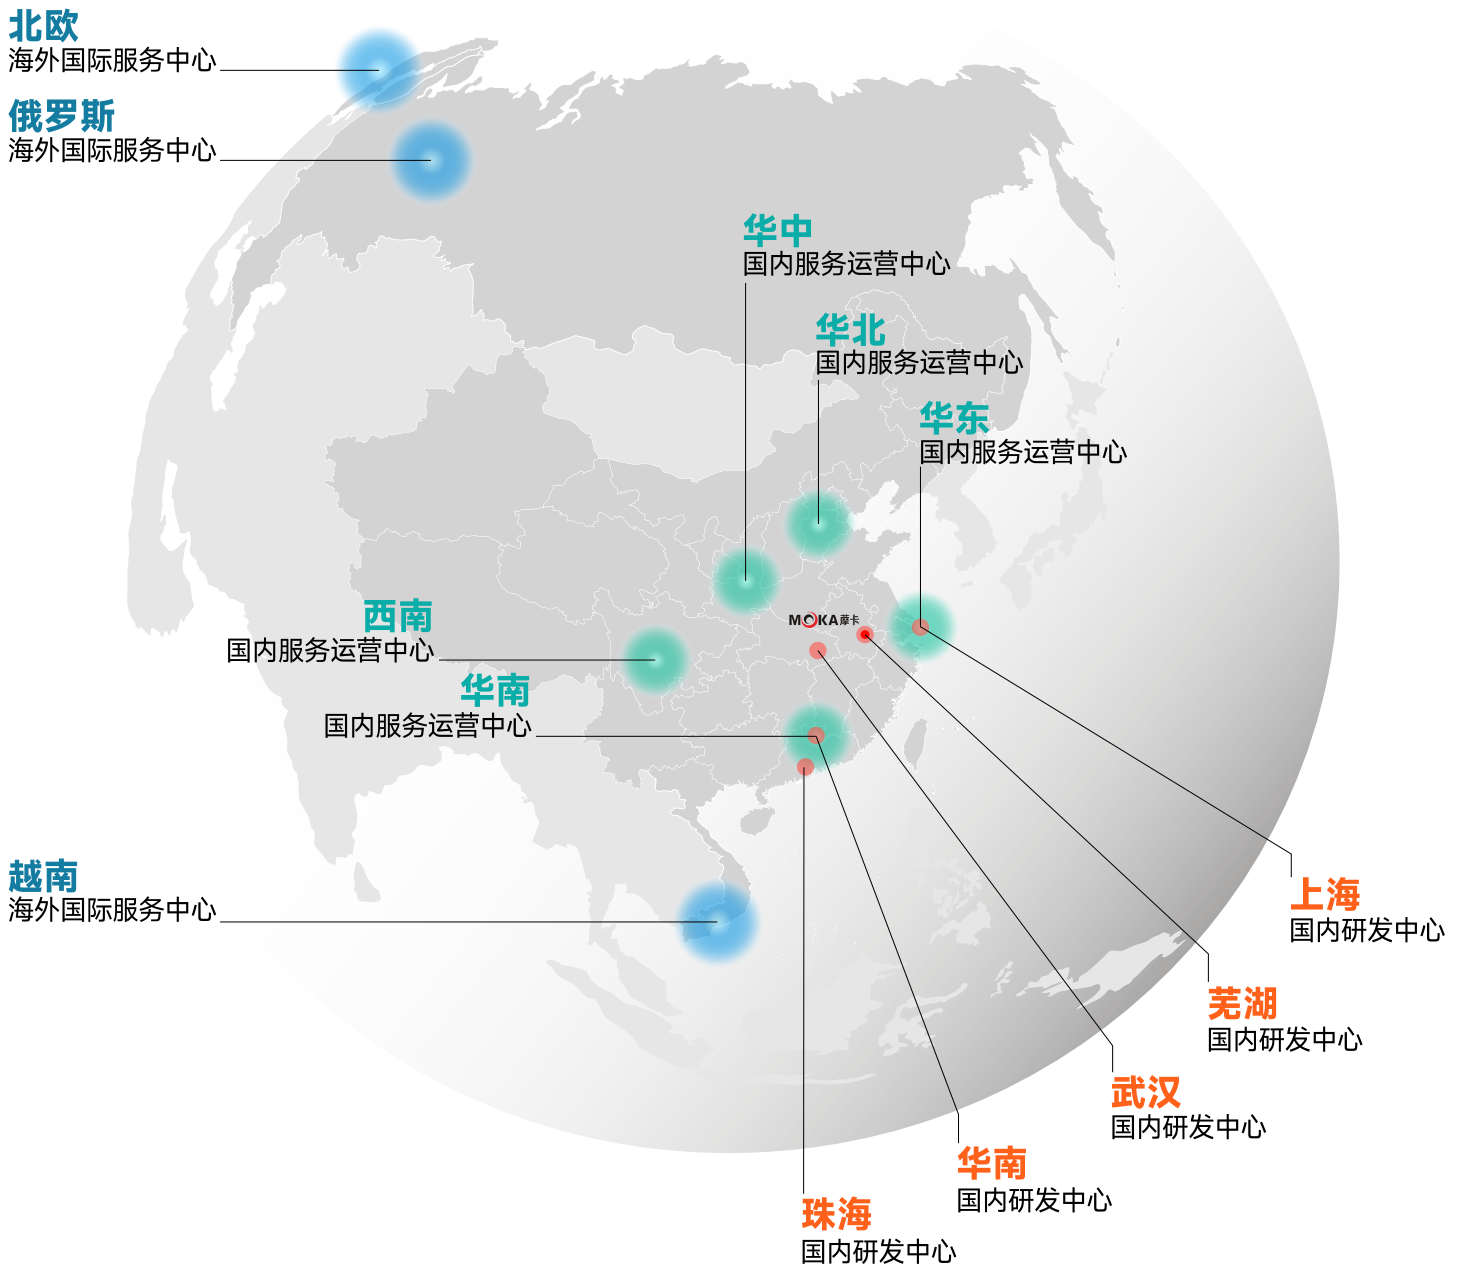 北欧
海外国际服务中心
俄罗斯
海外国际服务中心
华中
国内服务运营中心
华北
国内服务运营中心
华东
国内服务运营中心
西南
国内服务运营中心
MOKA 蓙卡
华南
国内服务运营中心
越南
海外国际服务中心
上海
国内研发中心
芜湖
国内研发中心
武汉
国内研发中心
华南
国内研发中心
珠海
国内研发中心